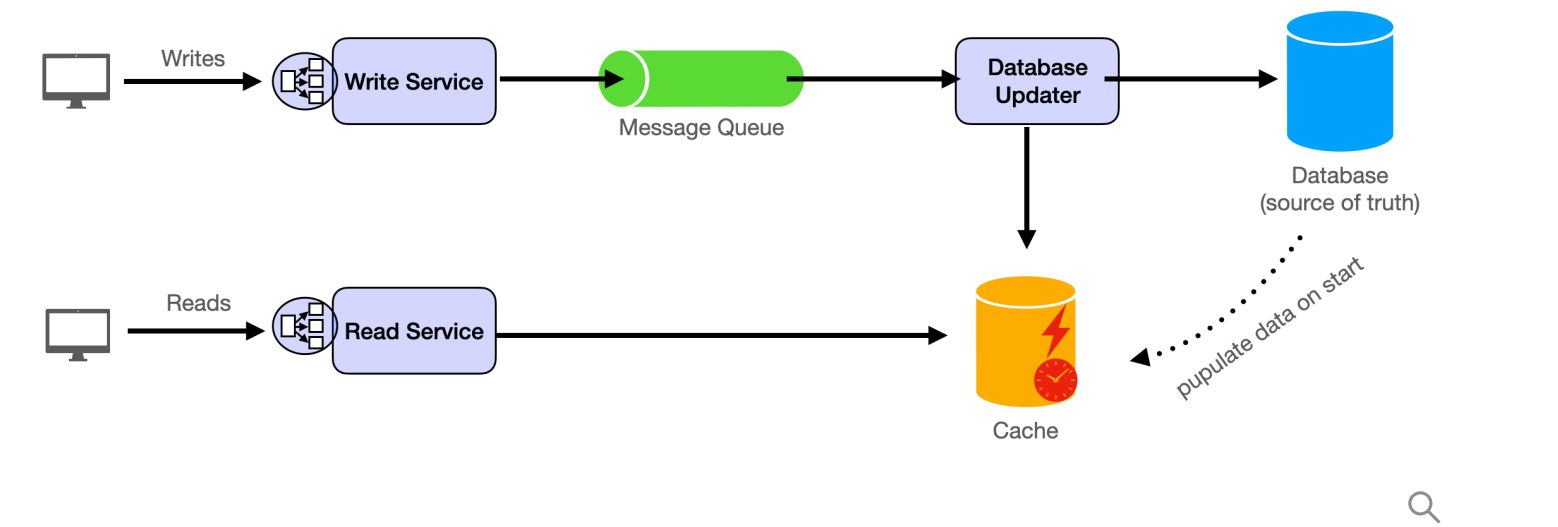 Writes
Write Service
Message Queue
Database
Updater
Database
(source of truth)
Reads
Read Service
Cache
pupulate data on start